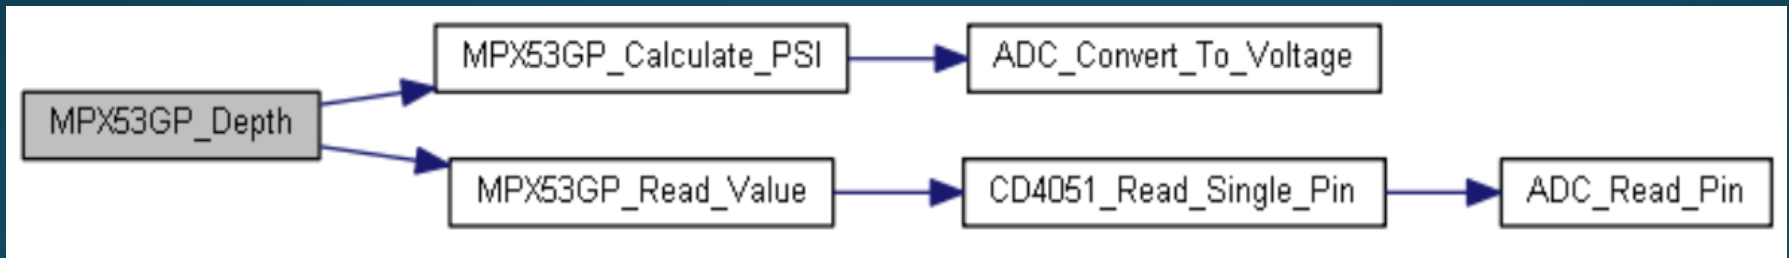 MPX53GP_Calculate_PSI
ADC_Convert_To_Voltage
MPX53GP_Depth
MPX53GP_Read_Value
CD4051_Read_Single_Pin
ADC_Read_Pin